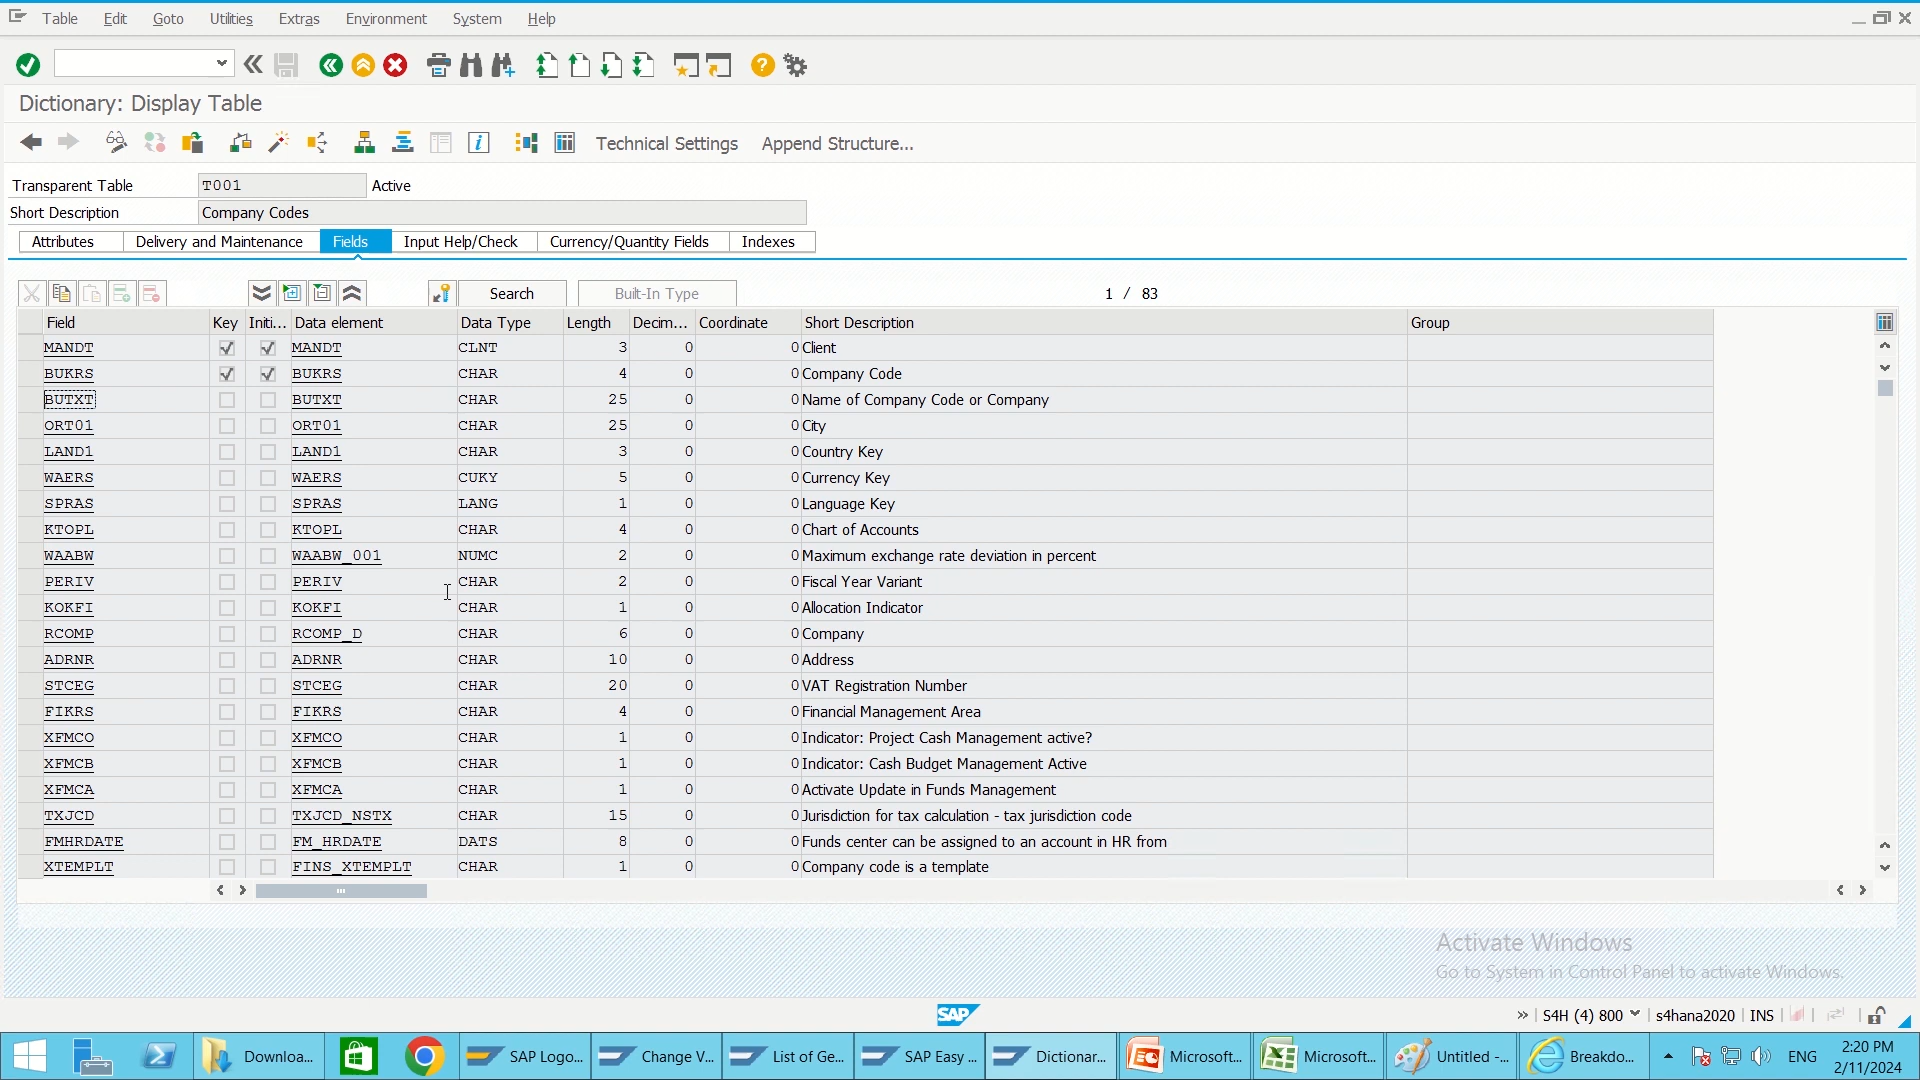 Table Edit Goto Utilities Extras Environment System Help
Dictionary: Display Table
Technical Settings Append Structure...
Transparent Table T001 Active
Short Description Company Codes
Attributes Delivery and Maintenance Fields Input Help/Check Currency/Quantity Fields Indexes
Search Built-In Type 1 / 83
Field Key Initi... Data element Data Type Length Decim... Coordinate Short Description Group
MANDT MANDT CLNT 3 0 0 Client
BUKRS BUKRS CHAR 4 0 0 Company Code
BUTXT BUTXT CHAR 25 0 0 Name of Company Code or Company
ORT01 ORT01 CHAR 25 0 0 City
LAND1 LAND1 CHAR 3 0 0 Country Key
WAERS WAERS CUKY 5 0 0 Currency Key
SPRAS SPRAS LANG 1 0 0 Language Key
KTOPL KTOPL CHAR 4 0 0 Chart of Accounts
WAABW WAABW_001 NUMC 2 0 0 Maximum exchange rate deviation in percent
PERIV PERIV CHAR 2 0 0 Fiscal Year Variant
KOKFI KOKFI CHAR 1 0 0 Allocation Indicator
RCOMP RCOMP_D CHAR 6 0 0 Company
ADRNR ADRNR CHAR 10 0 0 Address
STCEG STCEG CHAR 20 0 0 VAT Registration Number
FIKRS FIKRS CHAR 4 0 0 Financial Management Area
XFMCO XFMCO CHAR 1 0 0 Indicator: Project Cash Management active?
XFMCB XFMCB CHAR 1 0 0 Indicator: Cash Budget Management Active
XFMCA XFMCA CHAR 1 0 0 Activate Update in Funds Management
TXJCD TXJCD_NSTX CHAR 15 0 0 Jurisdiction for tax calculation - tax jurisdiction code
FMHRDATE FM_HRDATE DATS 8 0 0 Funds center can be assigned to an account in HR from
XTEMPLT FINS_XTEMPLT CHAR 1 0 0 Company code is a template
Activate Windows
Go to System in Control Panel to activate Windows.
SAP S4H (4) 800 s4hana2020 INS
Downloa... SAP Logo... Change V... List of Ge... SAP Easy ... Dictionar... Microsoft... Microsoft... Untitled -... Breakdo... ENG 2:20 PM
2/11/2024